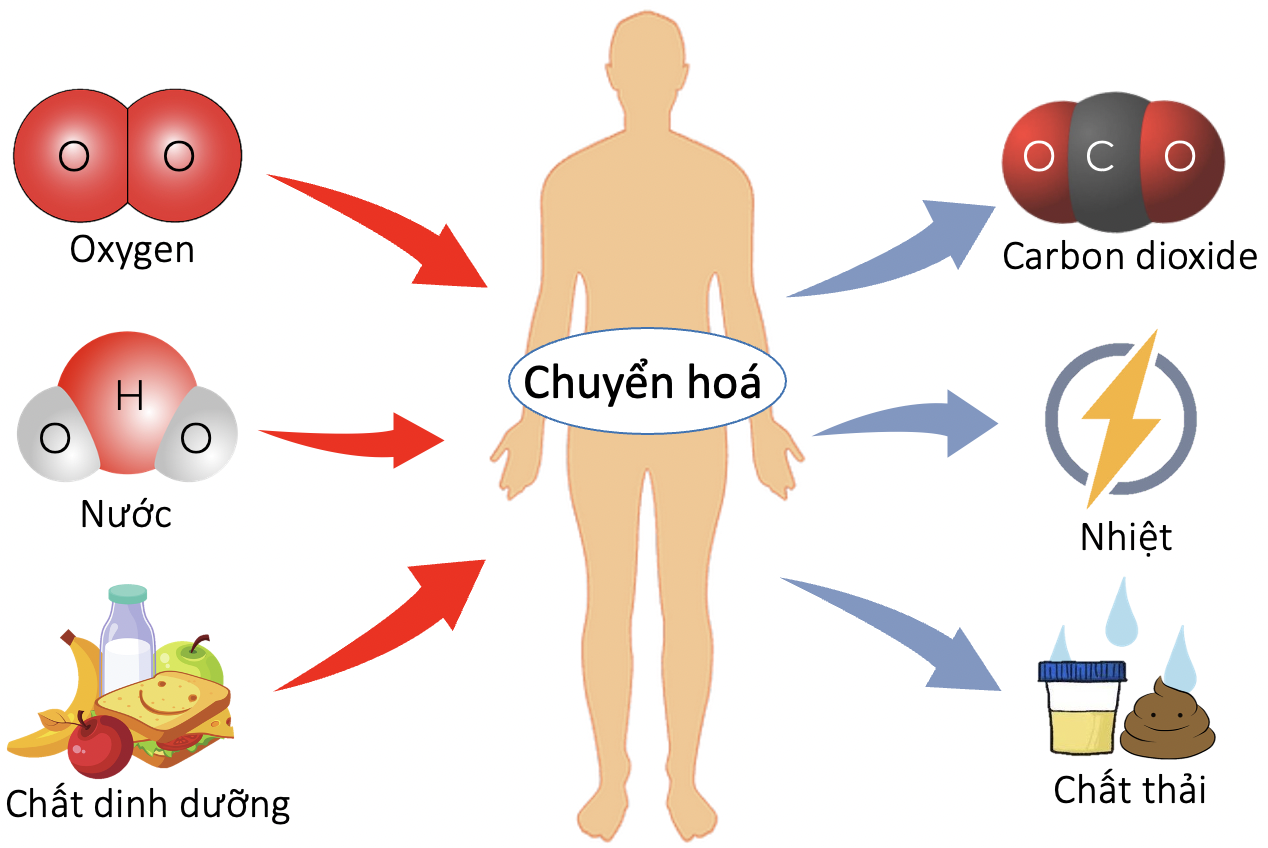 O O
Oxygen
H
O O
Nước
Chất dinh dưỡng
Chuyển hoá
O C O
Carbon dioxide
Nhiệt
Chất thải